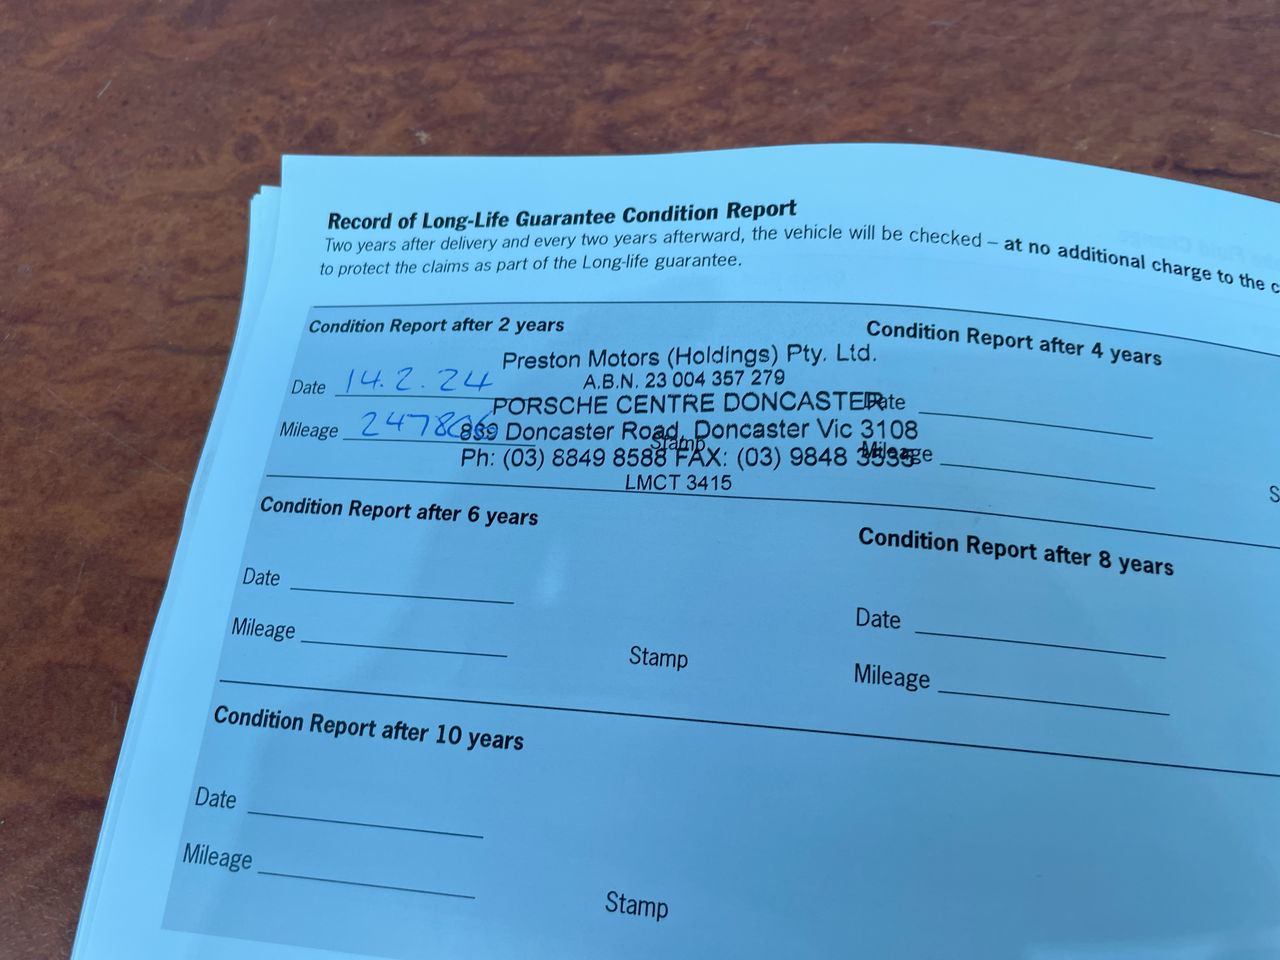 Record of Long-Life Guarantee Condition Report
Two years after delivery and every two years afterward, the vehicle will be checked – at no additional charge to the c
to protect the claims as part of the Long-life guarantee.
Condition Report after 2 years
Date 14.2.24
Mileage
Stamp
Preston Motors (Holdings) Pty. Ltd.
A.B.N. 23 004 357 279
PORSCHE CENTRE DONCASTER
Doncaster Road, Doncaster Vic 3108
Ph: (03) 8849 8588 FAX: (03) 9848
LMCT 3415
Condition Report after 4 years
Date
Mileage
S
Condition Report after 6 years
Date
Mileage
Stamp
Condition Report after 8 years
Date
Mileage
Condition Report after 10 years
Date
Mileage
Stamp